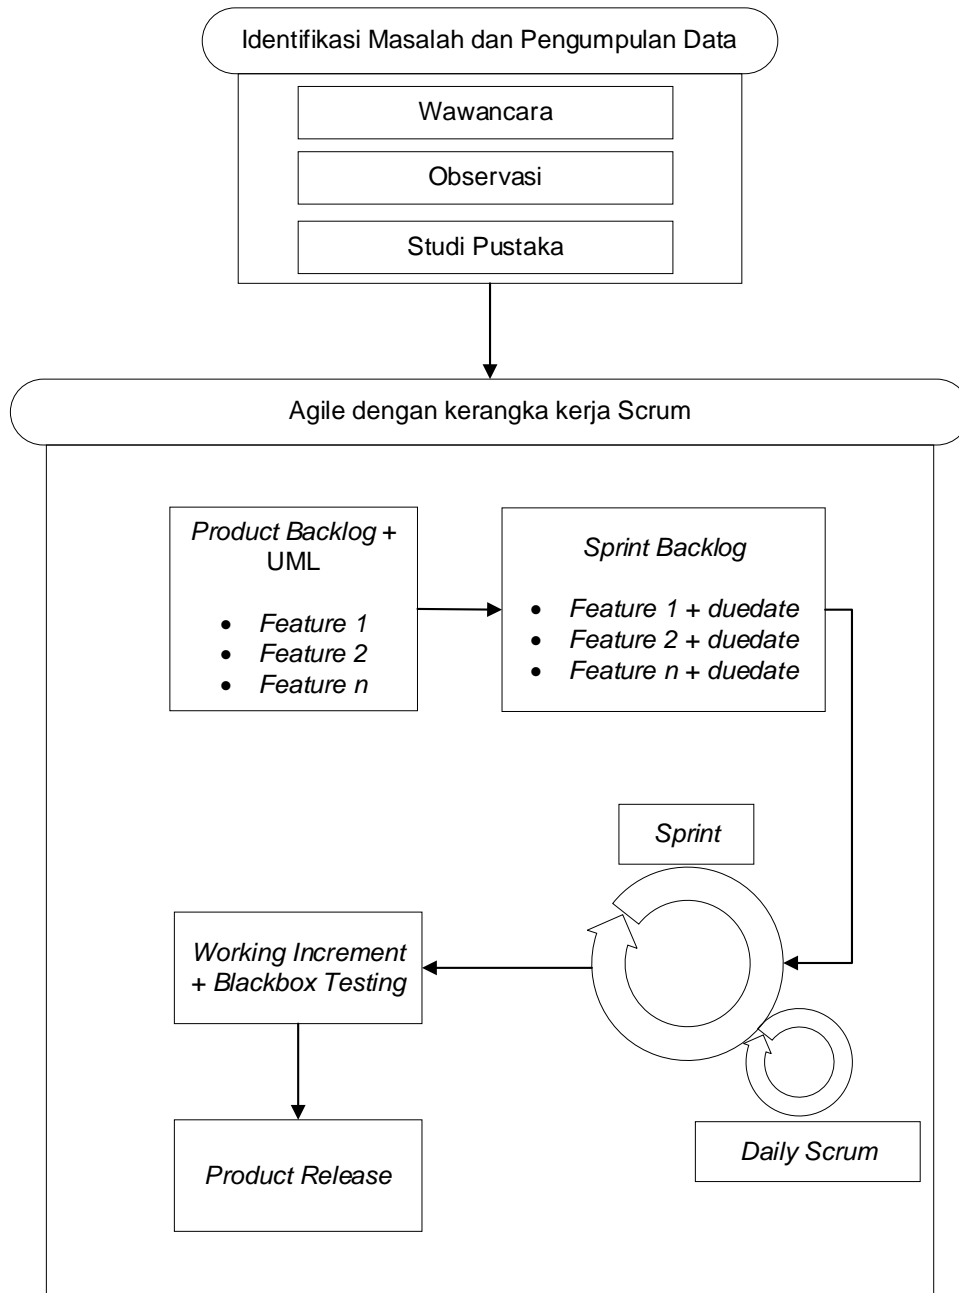 Identifikasi Masalah dan Pengumpulan Data
Wawancara
Observasi
Studi Pustaka
Agile dengan kerangka kerja Scrum
Product Backlog +
UML
• Feature 1
• Feature 2
• Feature n
Sprint Backlog
• Feature 1 + duedate
• Feature 2 + duedate
• Feature n + duedate
Sprint
Working Increment
+ Blackbox Testing
Daily Scrum
Product Release